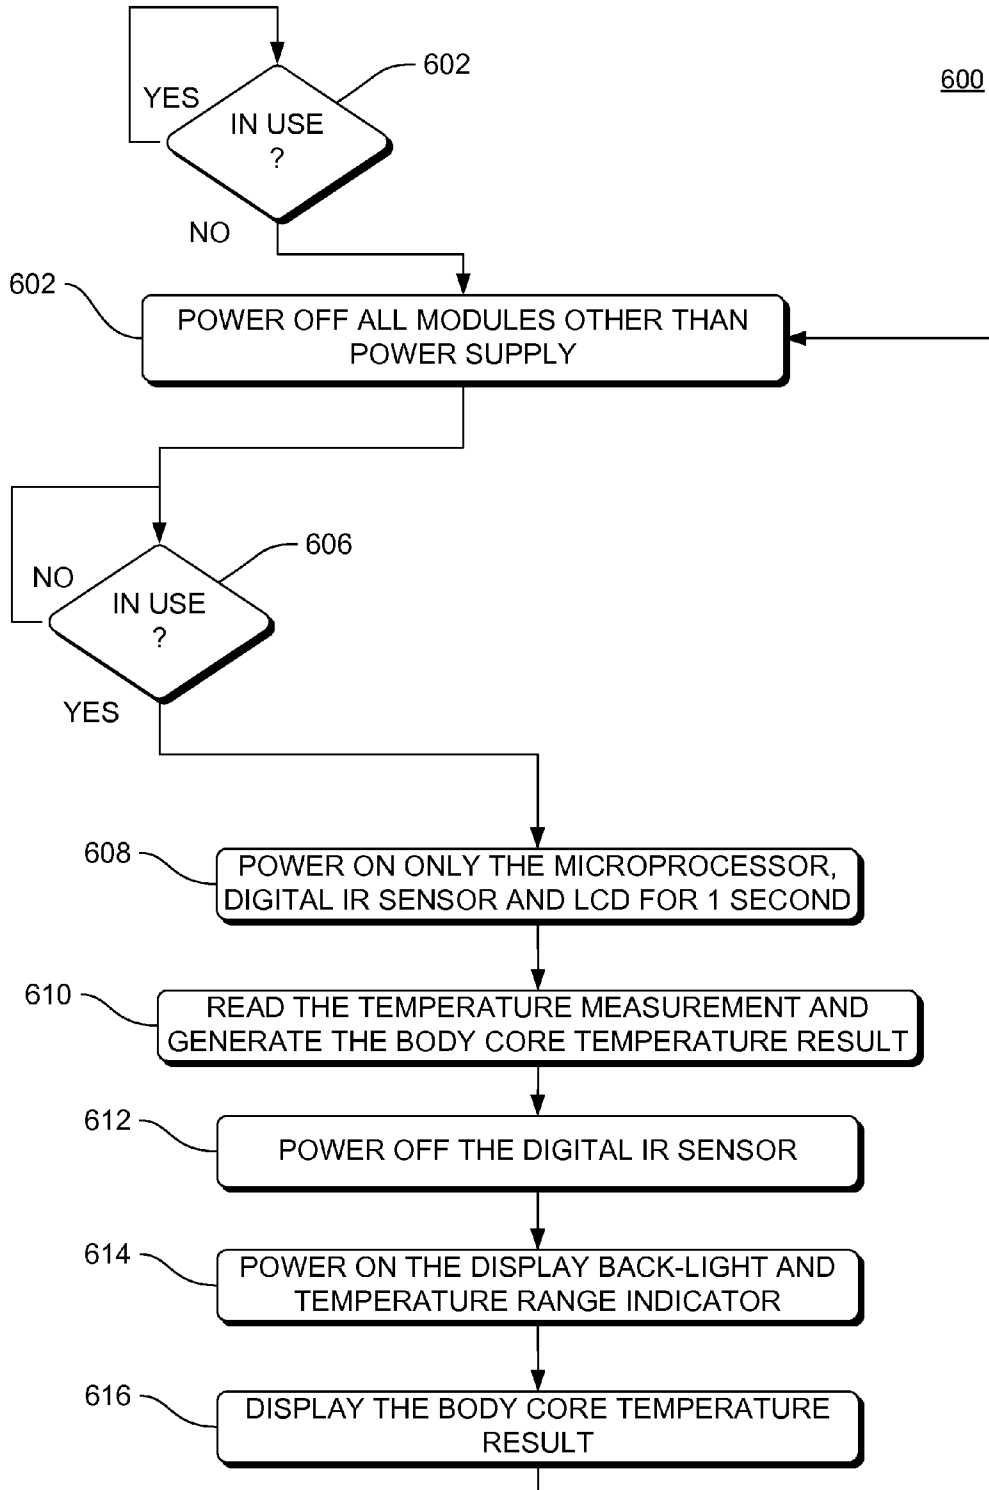 602
600
YES
IN USE
?
NO
602
POWER OFF ALL MODULES OTHER THAN
POWER SUPPLY
606
NO
IN USE
?
YES
608
POWER ON ONLY THE MICROPROCESSOR,
DIGITAL IR SENSOR AND LCD FOR 1 SECOND
610
READ THE TEMPERATURE MEASUREMENT AND
GENERATE THE BODY CORE TEMPERATURE RESULT
612
POWER OFF THE DIGITAL IR SENSOR
614
POWER ON THE DISPLAY BACK-LIGHT AND
TEMPERATURE RANGE INDICATOR
616
DISPLAY THE BODY CORE TEMPERATURE
RESULT